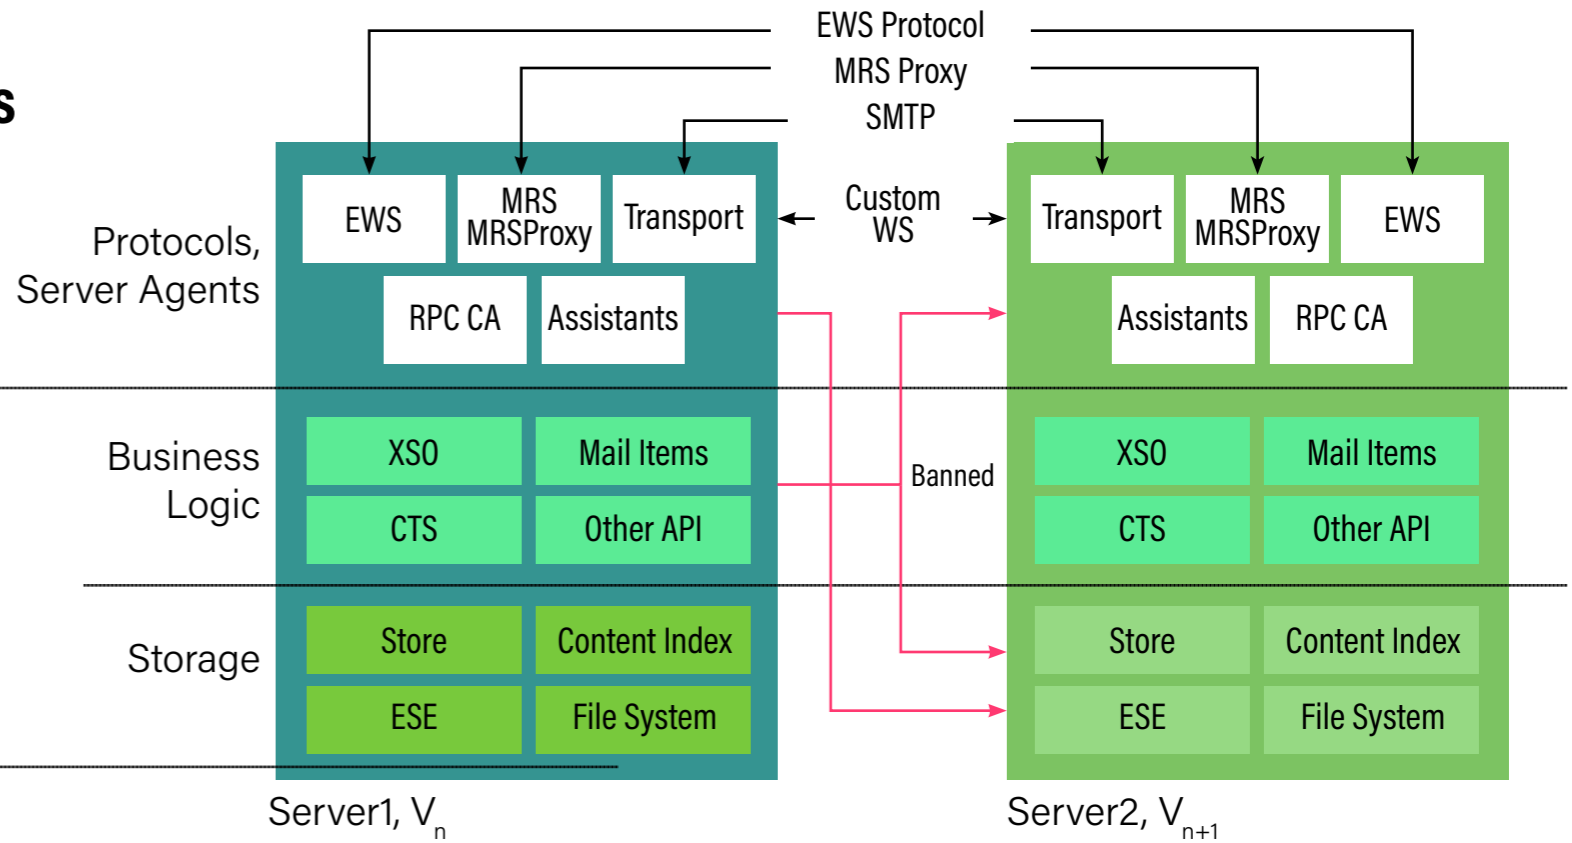 EWS Protocol
MRS Proxy
s
SMTP
Protocols,
Server Agents
EWS
MRS
MRSProxy
Transport
RPC CA
Assistants
Custom
WS
Transport
MRS
MRSProxy
EWS
Assistants
RPC CA
Business
Logic
XSO
Mail Items
CTS
Other API
Banned
XSO
Mail Items
CTS
Other API
Storage
Store
Content Index
ESE
File System
Store
Content Index
ESE
File System
Server1, Vn
Server2, Vn+1